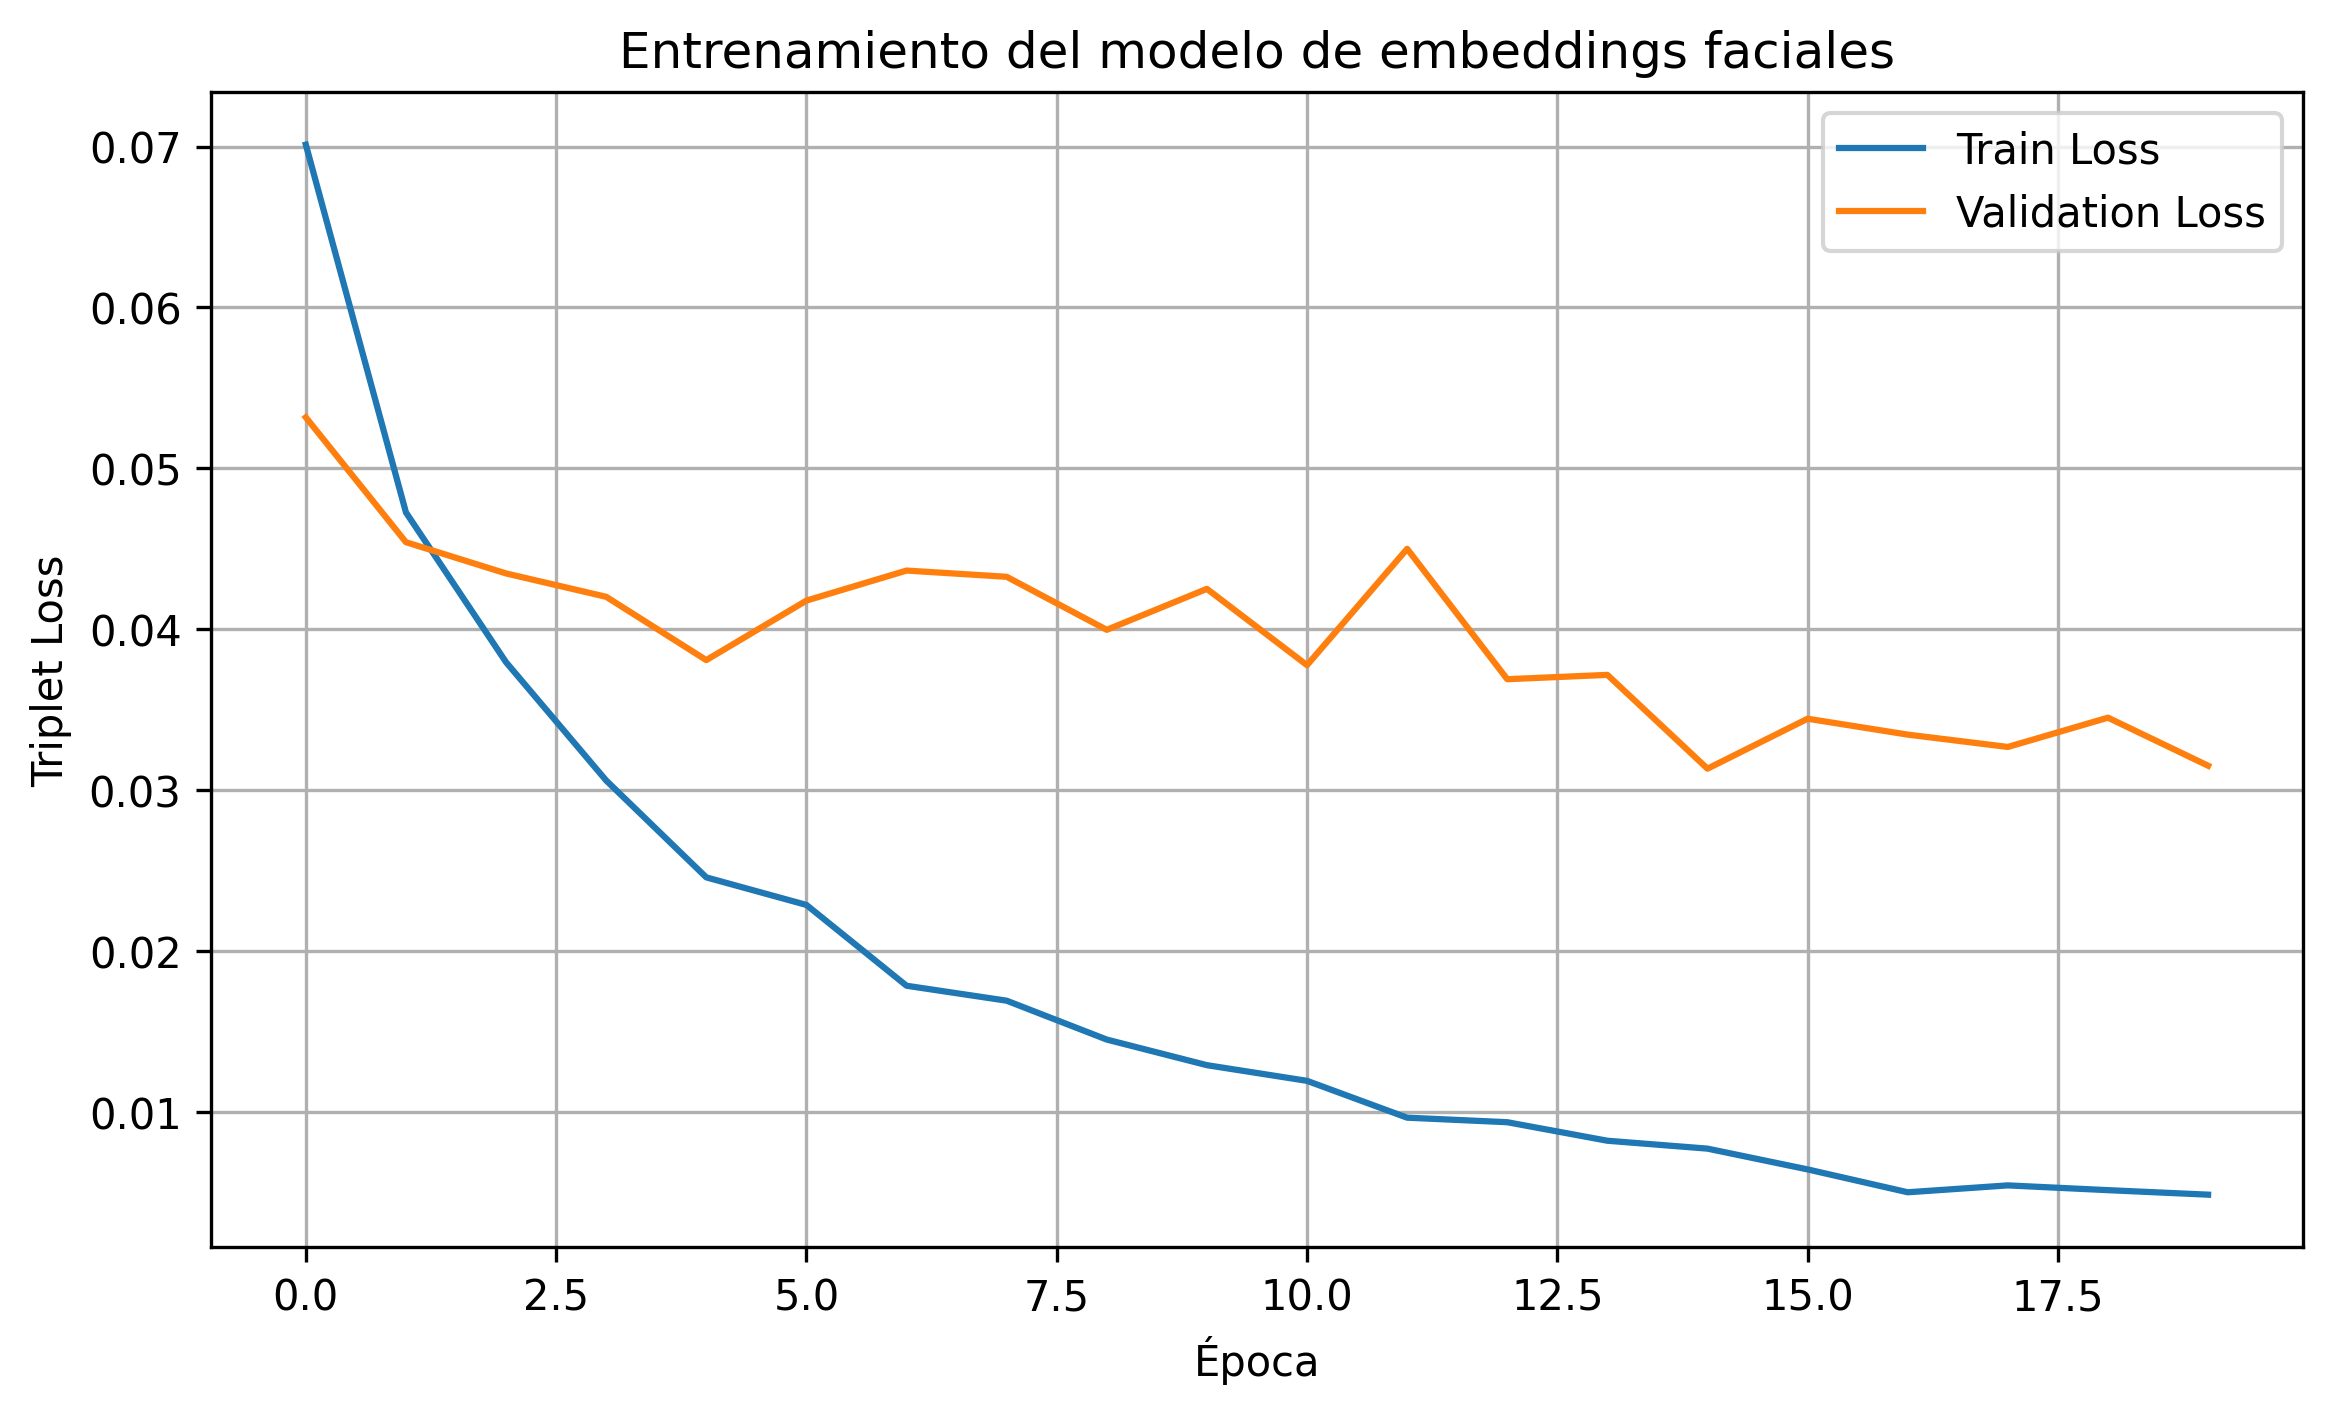 Entrenamiento del modelo de embeddings faciales
Train Loss
Validation Loss
0.07
0.06
0.05
0.04
0.03
0.02
0.01
Triplet Loss
0.0 2.5 5.0 7.5 10.0 12.5 15.0 17.5
Época